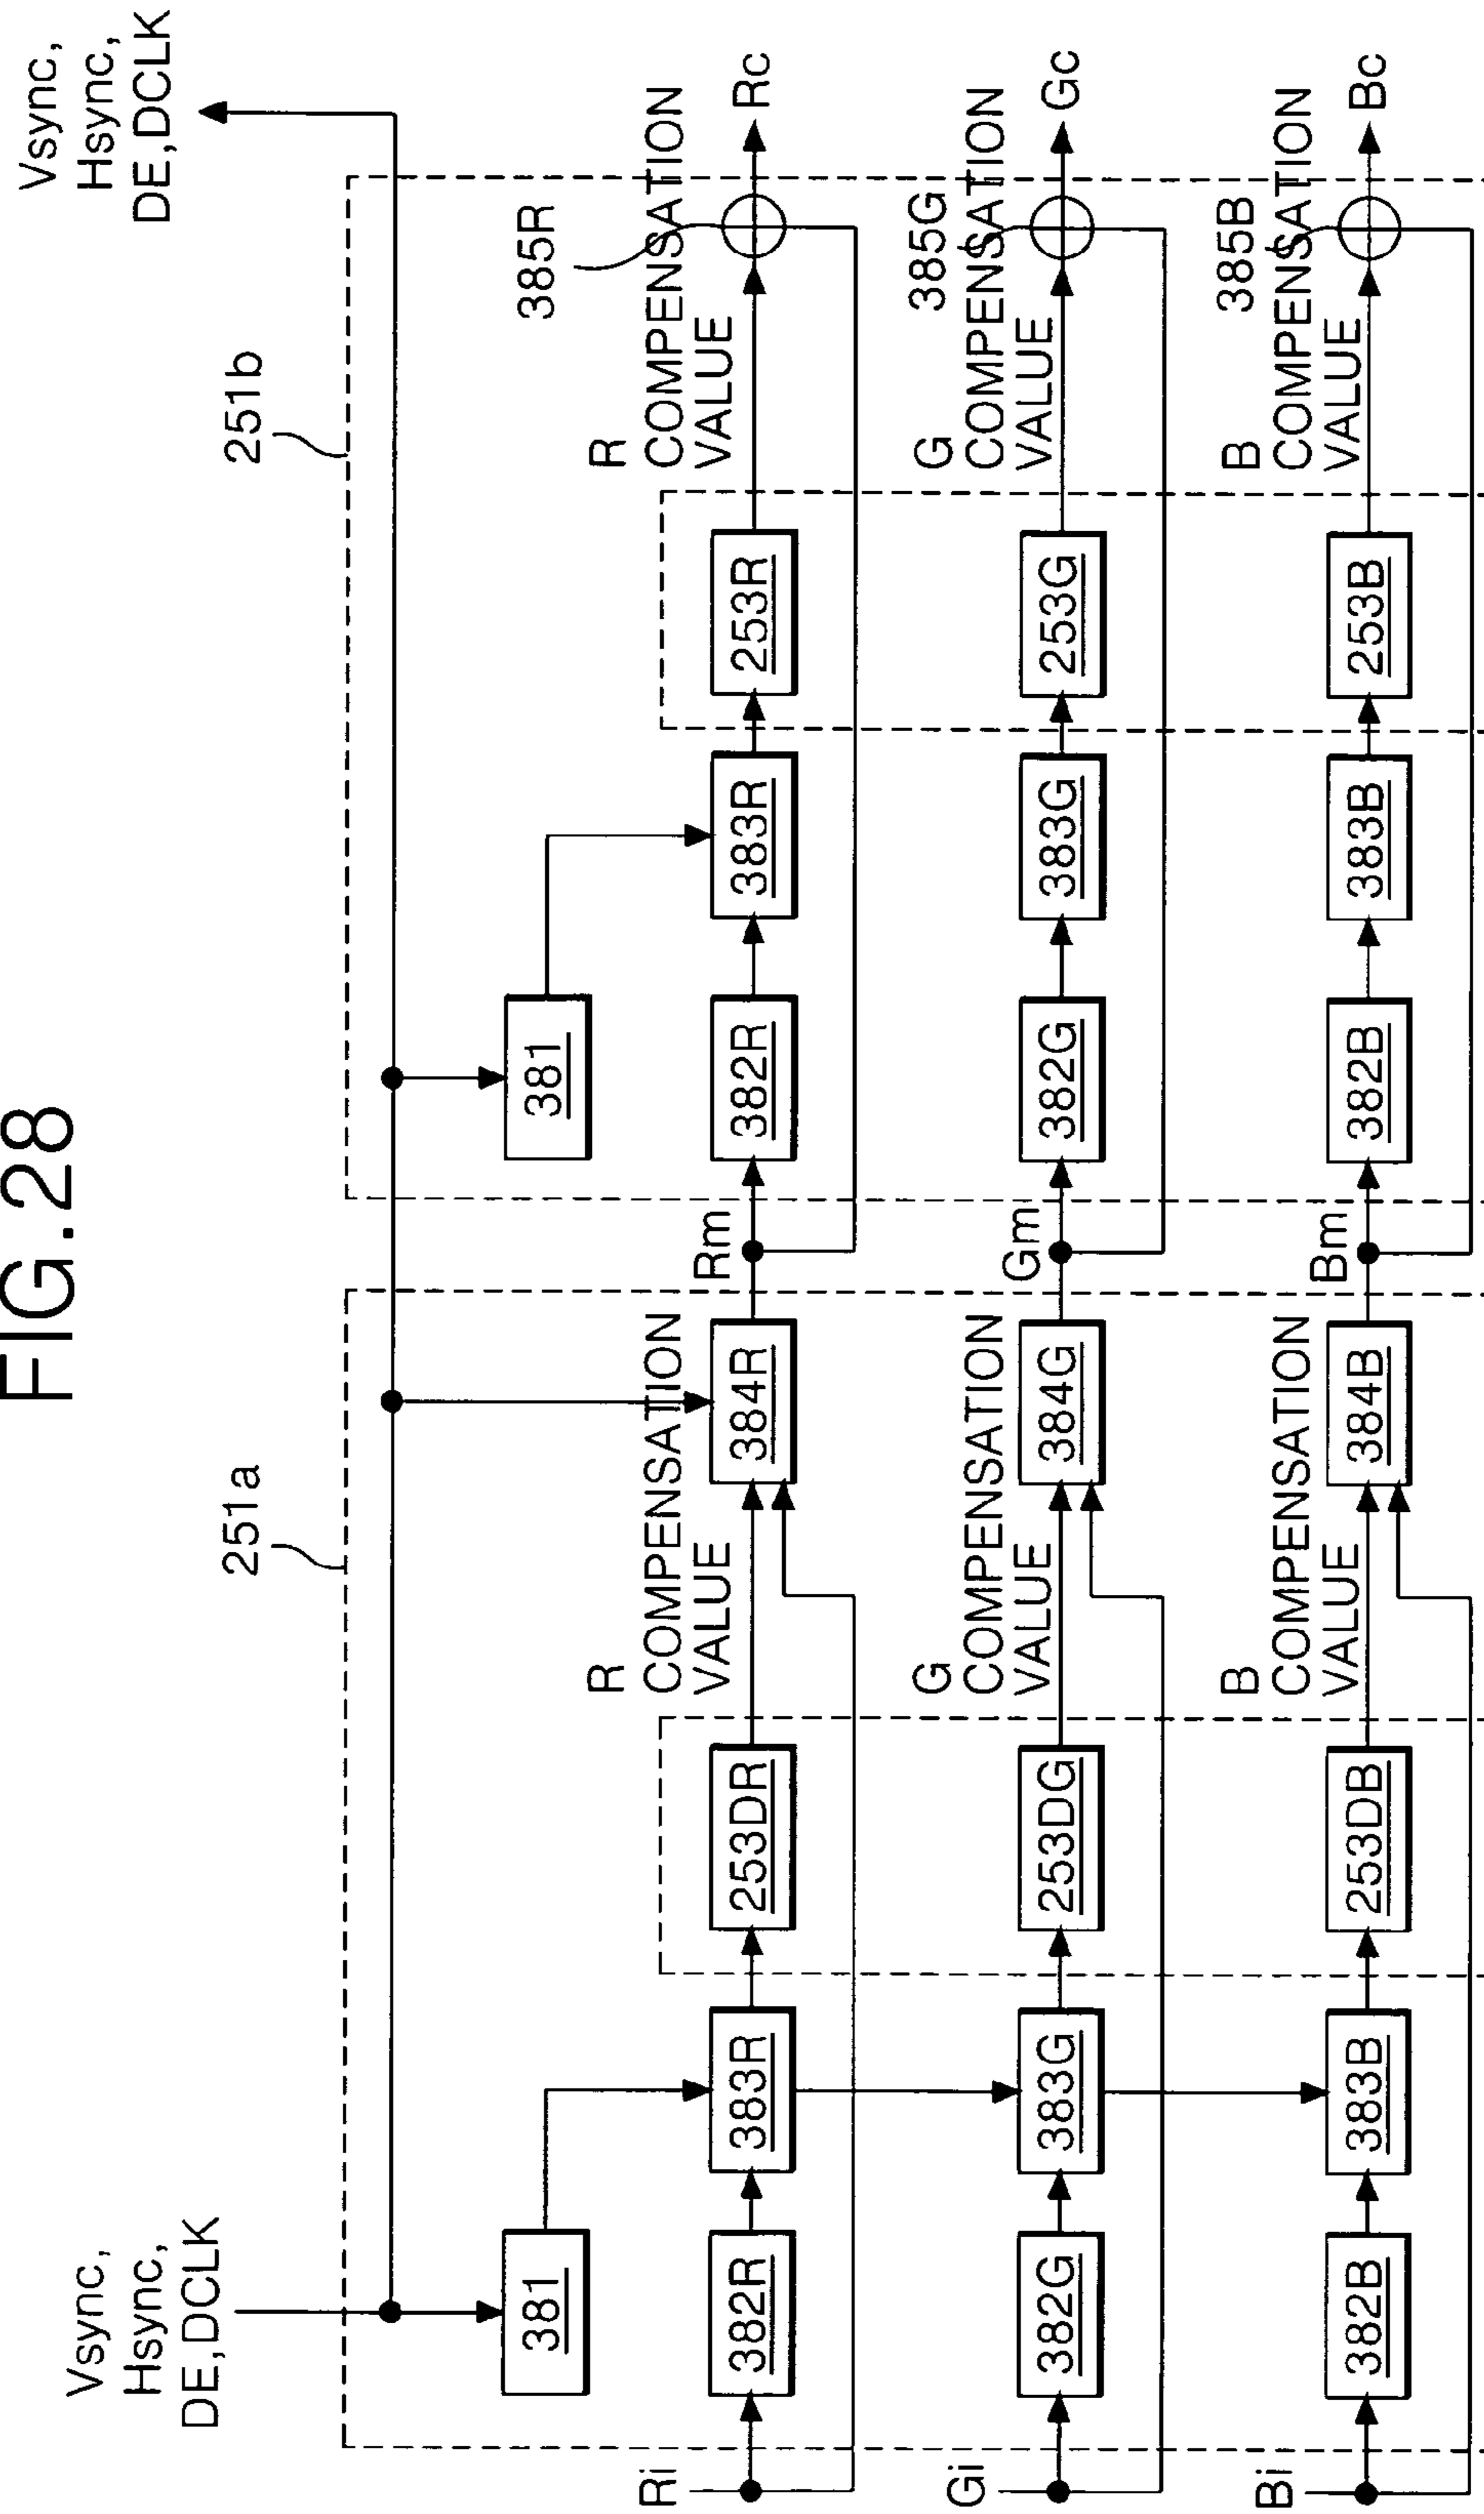 FIG.28
Vsync,
Hsync,
DE,DCLK
Vsync,
Hsync,
DE,DCLK
251a
251b
381
381
Ri
382R
383R
253DR
R
COMPENSATION
VALUE
384R
Rm
382R
383R
253R
R
COMPENSATION
VALUE
385R
Rc
Gi
382G
383G
253DG
G
COMPENSATION
VALUE
384G
Gm
382G
383G
253G
G
COMPENSATION
VALUE
385G
Gc
Bi
382B
383B
253DB
B
COMPENSATION
VALUE
384B
Bm
382B
383B
253B
B
COMPENSATION
VALUE
385B
Bc